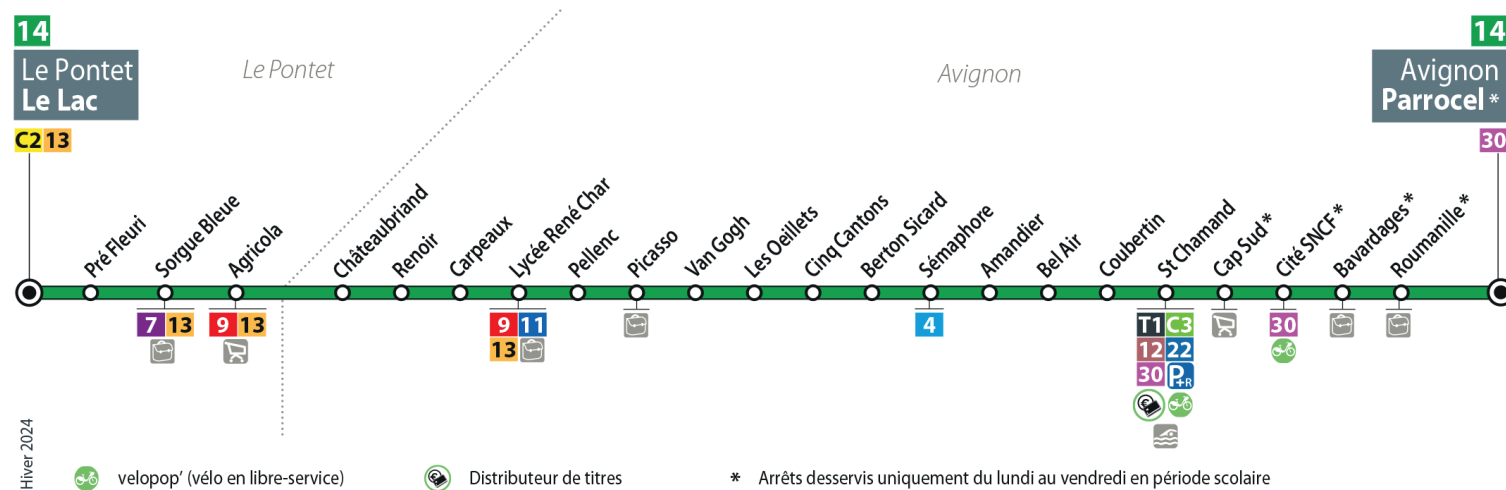 14
Le Pontet
Le Lac
C2 13
Le Pontet
Avignon
14
Avignon
Parrocel *
30
Pré Fleuri
Sorgue Bleue
Agricola
Châteaubriand
Renoir
Carpeaux
Lycée René Char
Pellenc
Picasso
Van Gogh
Les Oeillets
Cinq Cantons
Berton Sicard
Sémaphore
Amandier
Bel Air
Coubertin
St Chamand
Cap Sud *
Cité SNCF *
Bavardages *
Roumanille *
7 13
9 13
9 11
13
4
T1 C3
12 22
30 P+R
30
Hiver 2024
velopop' (vélo en libre-service)
Distributeur de titres
* Arrêts desservis uniquement du lundi au vendredi en période scolaire